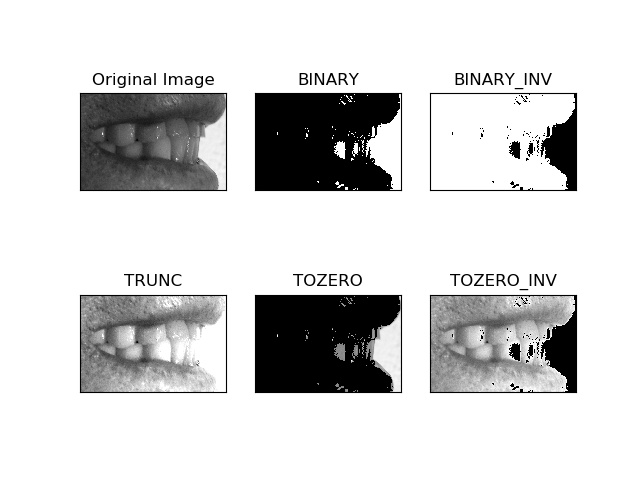 Original Image
BINARY
BINARY_INV
TRUNC
TOZERO
TOZERO_INV